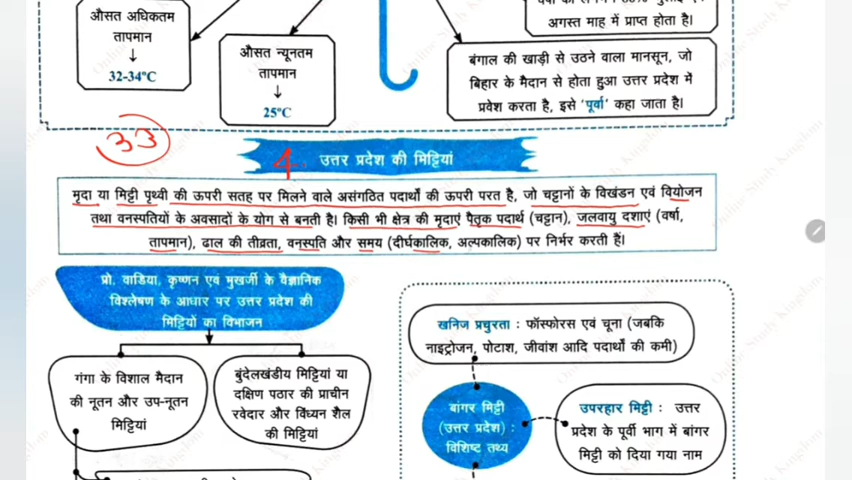 औसत अधिकतम
तापमान
↓
32-34°C
औसत न्यूनतम
तापमान
↓
25°C
अगस्त माह में प्राप्त होता है।
बंगाल की खाड़ी से उठने वाला मानसून, जो
बिहार के मैदान से होता हुआ उत्तर प्रदेश में
प्रवेश करता है, इसे 'पूर्वा' कहा जाता है।
33
4. उत्तर प्रदेश की मिट्टियां
मृदा या मिट्टी पृथ्वी की ऊपरी सतह पर मिलने वाले असंगठित पदार्थों की ऊपरी परत है, जो चट्टानों के विखंडन एवं वियोजन
तथा वनस्पतियों के अवसादों के योग से बनती है। किसी भी क्षेत्र की मृदाएं पैतृक पदार्थ (चट्टान), जलवायु दशाएं (वर्षा,
तापमान), ढाल की तीव्रता, वनस्पति और समय (दीर्घकालिक, अल्पकालिक) पर निर्भर करती हैं।
प्रो. वाडिया, कृष्णन एवं मुखर्जी के वैज्ञानिक
विश्लेषण के आधार पर उत्तर प्रदेश की
मिट्टियों का विभाजन
गंगा के विशाल मैदान
की नूतन और उप-नूतन
मिट्टियां
बुंदेलखंडीय मिट्टियां या
दक्षिण पठार की प्राचीन
रवेदार और विंध्यन शैल
की मिट्टियां
खनिज प्रचुरता : फॉस्फोरस एवं चूना (जबकि
नाइट्रोजन, पोटाश, जीवांश आदि पदार्थों की कमी)
बांगर मिट्टी
(उत्तर प्रदेश) :
विशिष्ट तथ्य
उपरहार मिट्टी : उत्तर
प्रदेश के पूर्वी भाग में बांगर
मिट्टी को दिया गया नाम